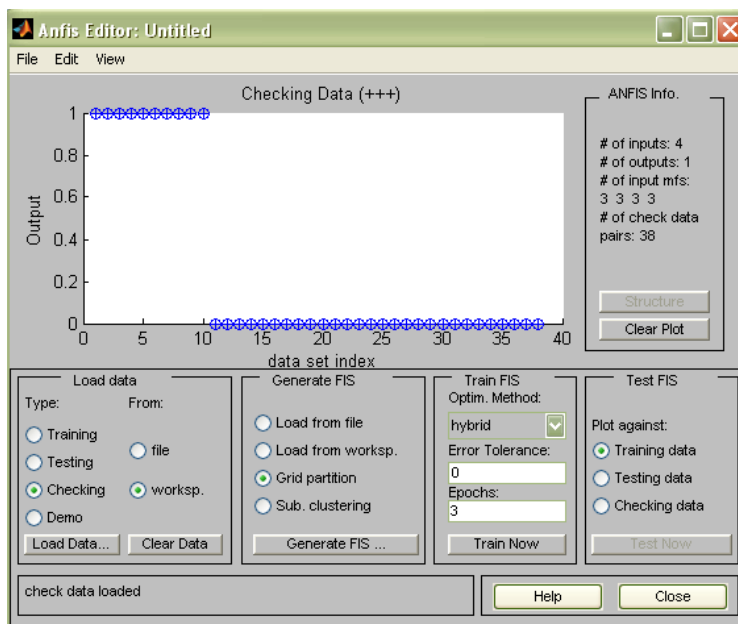 Anfis Editor: Untitled
File Edit View
Checking Data (+++)
1
0.8
0.6
0.4
0.2
0
Output
0 5 10 15 20 25 30 35 40
data set index
ANFIS Info.
# of inputs: 4
# of outputs: 1
# of input mfs:
3 3 3 3
# of check data
pairs: 38
Structure
Clear Plot
Load data
Type: From:
Training
Testing
Checking
Demo
file
worksp.
Load Data... Clear Data
Generate FIS
Load from file
Load from worksp.
Grid partition
Sub. clustering
Generate FIS ...
Train FIS
Optim. Method:
hybrid
Error Tolerance:
0
Epochs:
3
Train Now
Test FIS
Plot against:
Training data
Testing data
Checking data
Test Now
check data loaded
Help Close